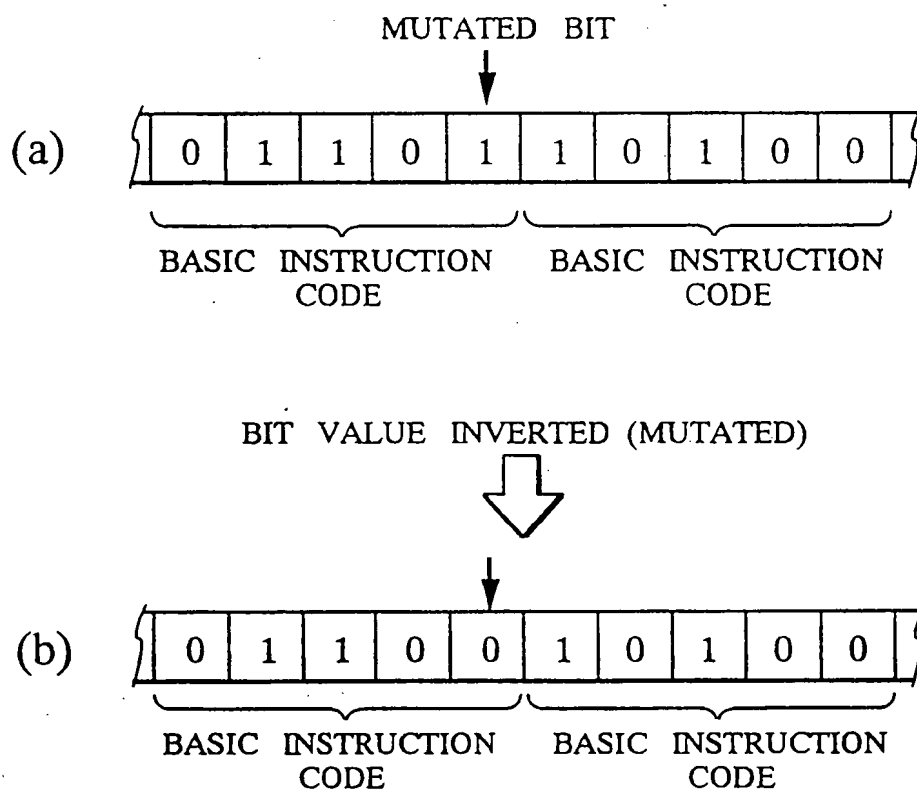 MUTATED BIT
(a) 0 1 1 0 1 1 0 1 0 0
BASIC INSTRUCTION CODE BASIC INSTRUCTION CODE
BIT VALUE INVERTED (MUTATED)
(b) 0 1 1 0 0 1 0 1 0 0
BASIC INSTRUCTION CODE BASIC INSTRUCTION CODE